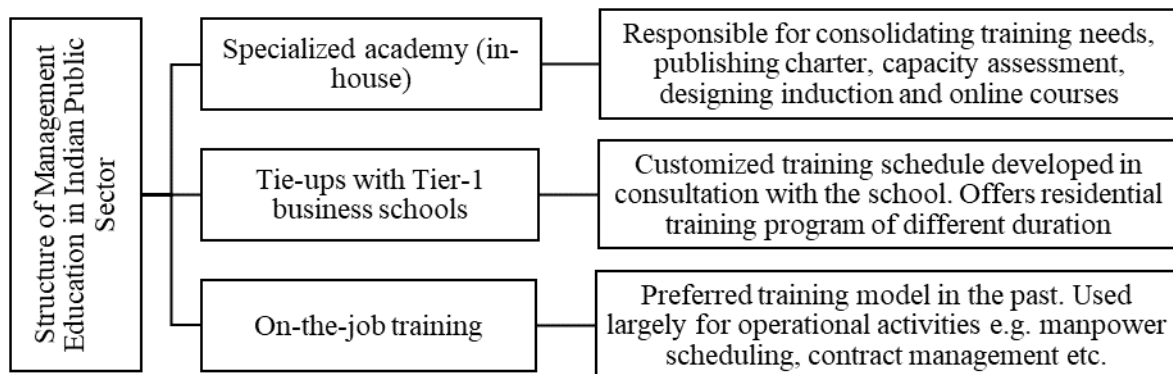 Structure of Management
Education in Indian Public
Sector
Specialized academy (in-
house)
Responsible for consolidating training needs,
publishing charter, capacity assessment,
designing induction and online courses
Tie-ups with Tier-1
business schools
Customized training schedule developed in
consultation with the school. Offers residential
training program of different duration
On-the-job training
Preferred training model in the past. Used
largely for operational activities e.g. manpower
scheduling, contract management etc.